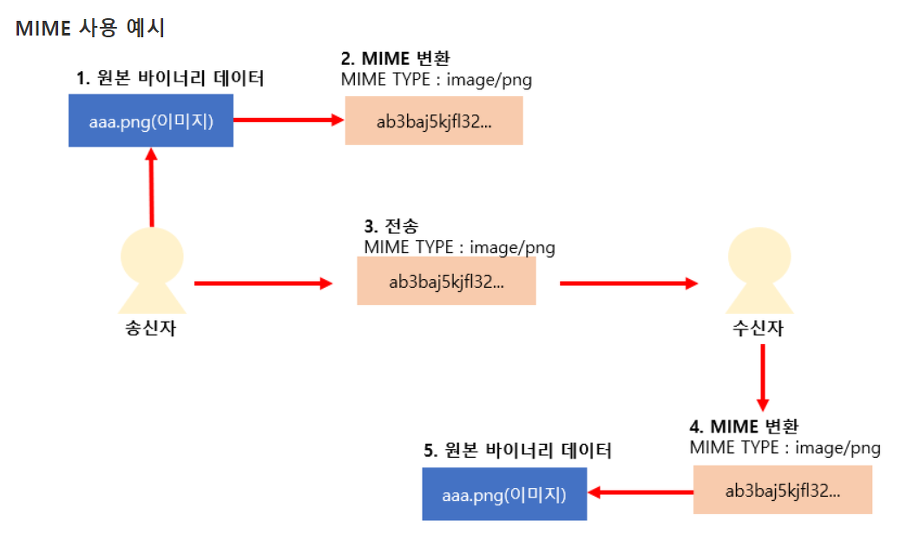 MIME 사용 예시
1. 원본 바이너리 데이터
aaa.png(이미지)
2. MIME 변환
MIME TYPE : image/png
ab3baj5kjfl32...
3. 전송
MIME TYPE : image/png
ab3baj5kjfl32...
송신자
수신자
4. MIME 변환
MIME TYPE : image/png
ab3baj5kjfl32...
5. 원본 바이너리 데이터
aaa.png(이미지)